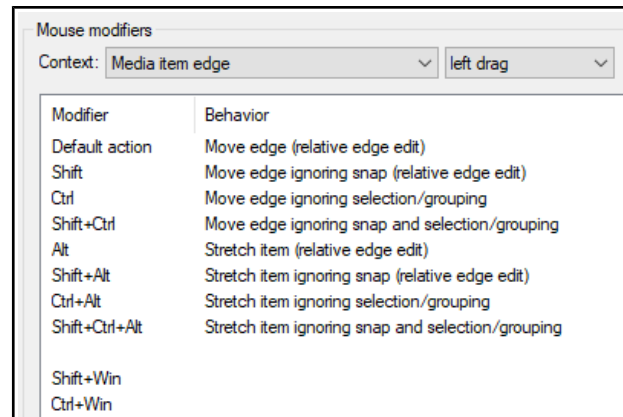 Mouse modifiers
Context: Media item edge left drag
Modifier Behavior
Default action Move edge (relative edge edit)
Shift Move edge ignoring snap (relative edge edit)
Ctrl Move edge ignoring selection/grouping
Shift+Ctrl Move edge ignoring snap and selection/grouping
Alt Stretch item (relative edge edit)
Shift+Alt Stretch item ignoring snap (relative edge edit)
Ctrl+Alt Stretch item ignoring selection/grouping
Shift+Ctrl+Alt Stretch item ignoring snap and selection/grouping
Shift+Win
Ctrl+Win